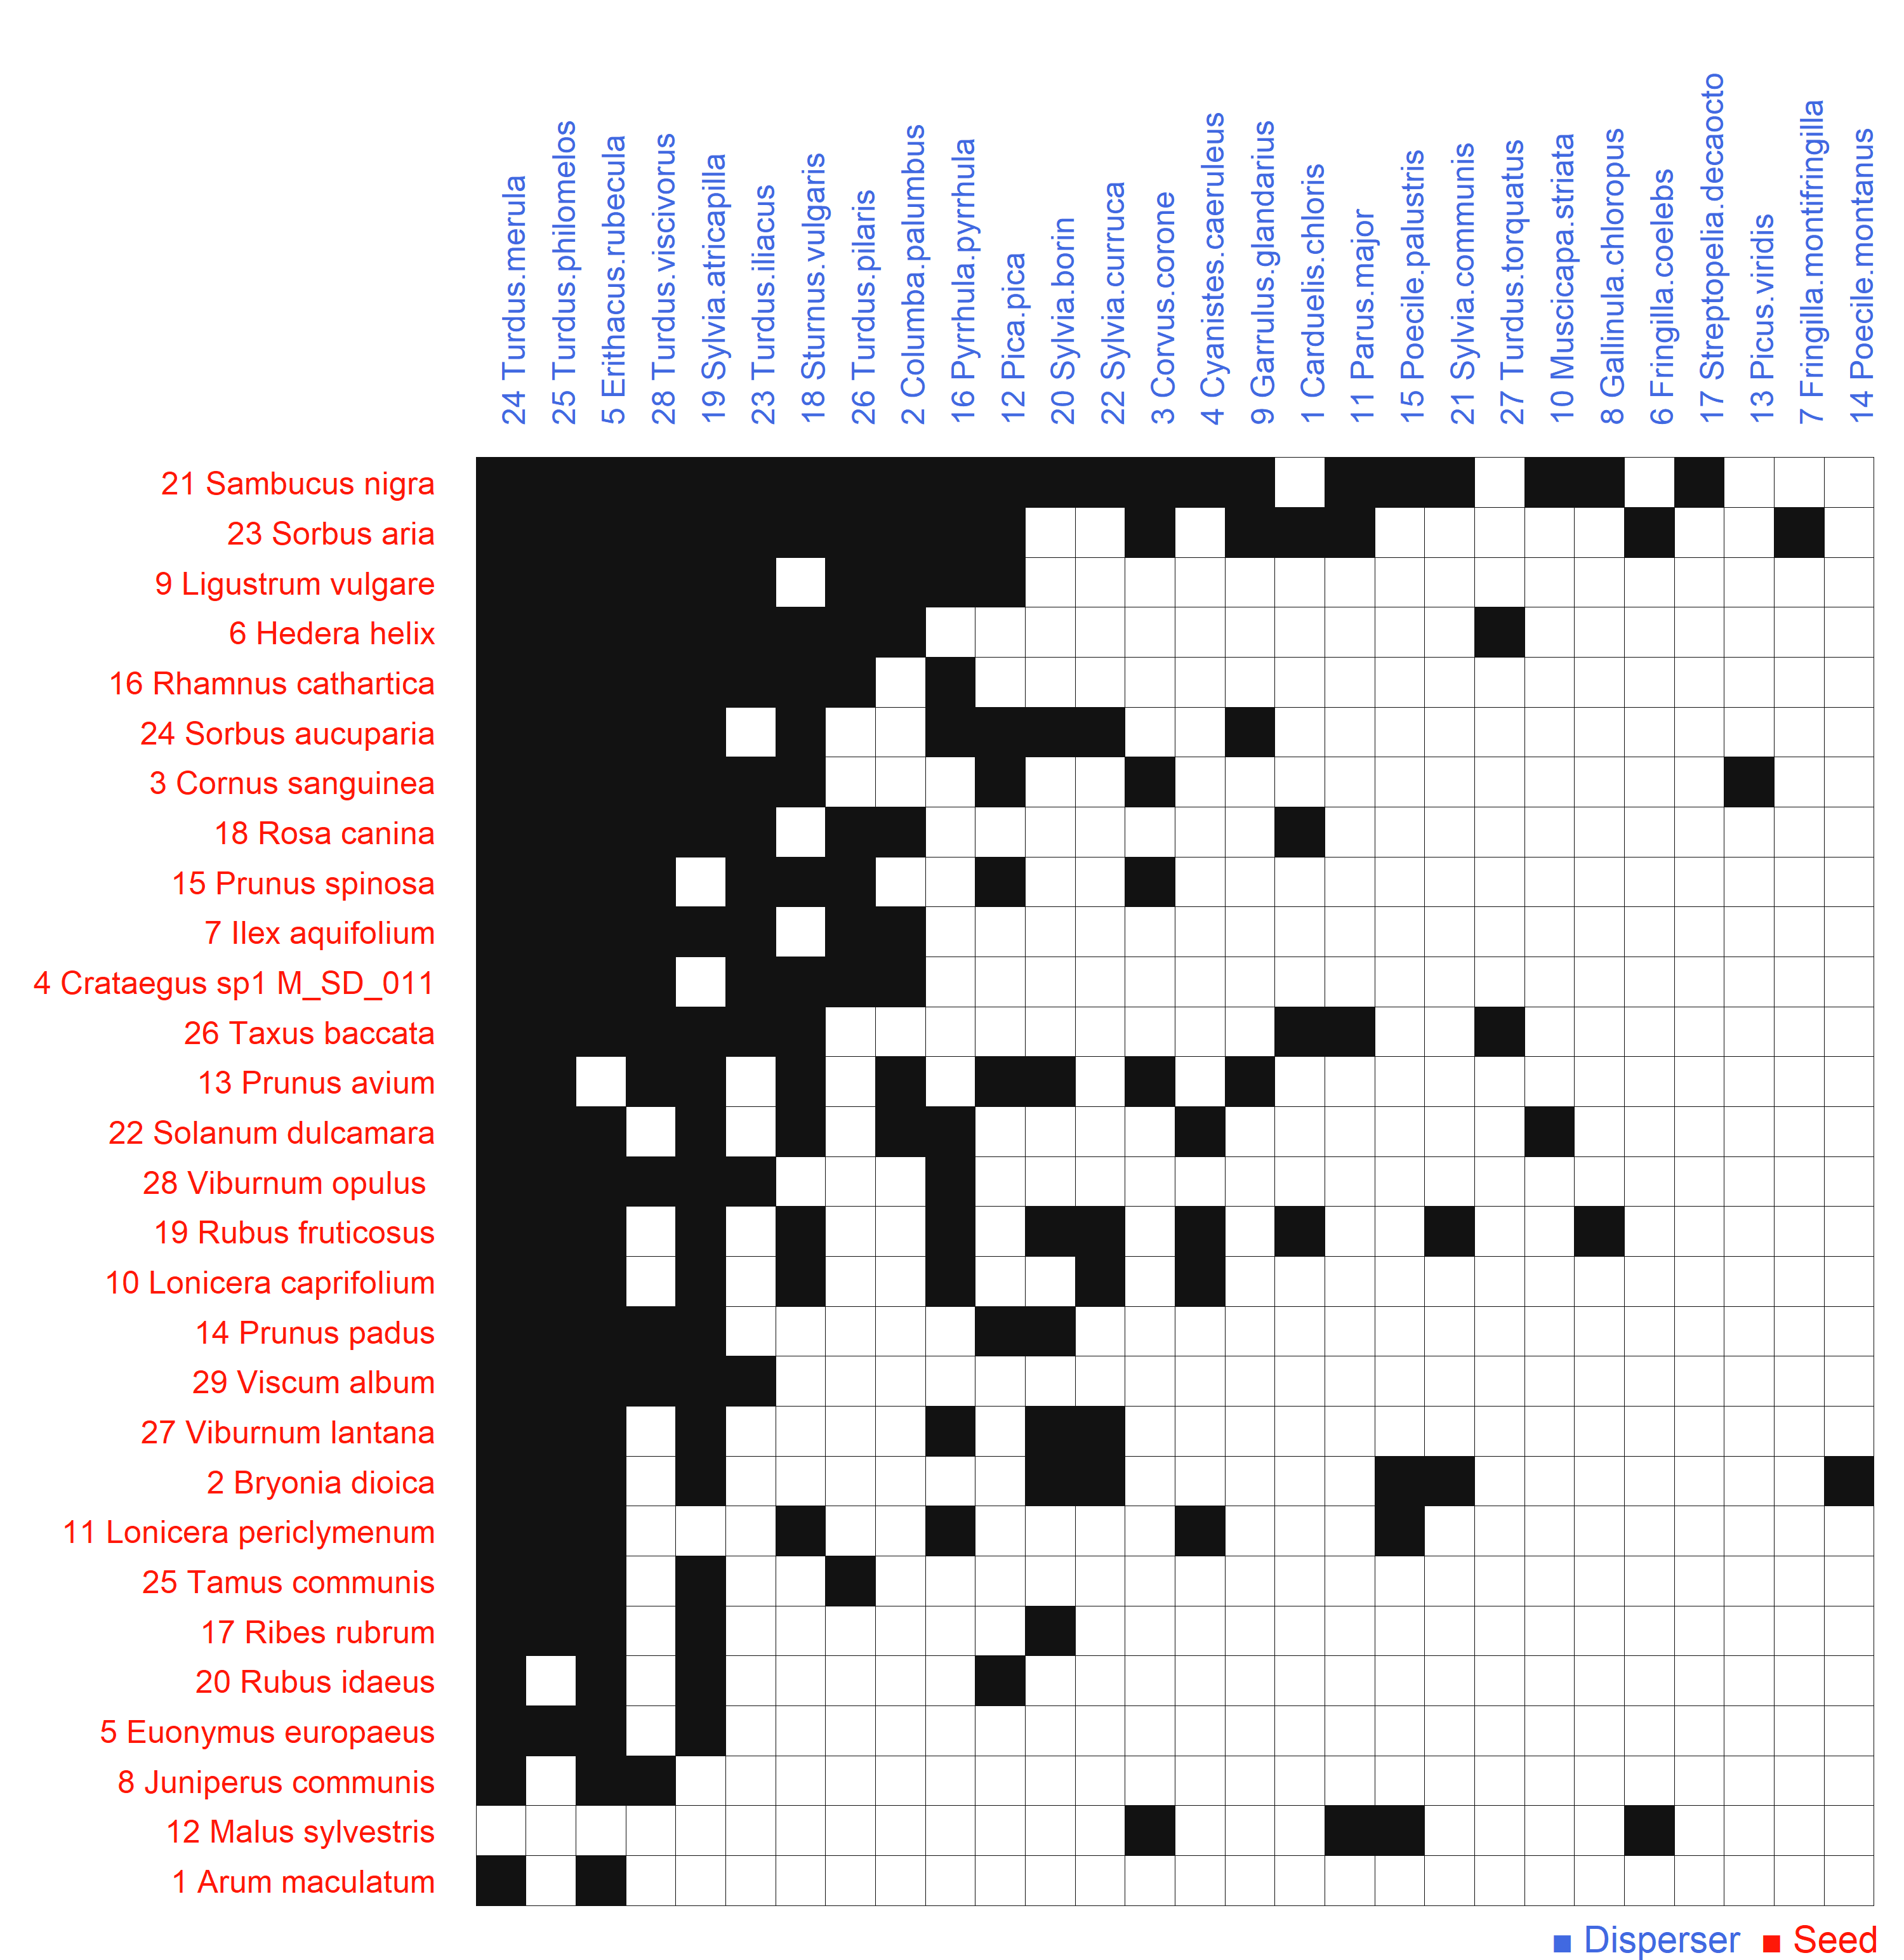 24 Turdus.merula
25 Turdus.philomelos
5 Erithacus.rubecula
28 Turdus.viscivorus
19 Sylvia.atricapilla
23 Turdus.iliacus
18 Sturnus.vulgaris
26 Turdus.pilaris
2 Columba.palumbus
16 Pyrrhula.pyrrhula
12 Pica.pica
20 Sylvia.borin
22 Sylvia.curruca
3 Corvus.corone
4 Cyanistes.caeruleus
9 Garrulus.glandarius
1 Carduelis.chloris
11 Parus.major
15 Poecile.palustris
21 Sylvia.communis
27 Turdus.torquatus
10 Muscicapa.striata
8 Gallinula.chloropus
6 Fringilla.coelebs
17 Streptopelia.decaocto
13 Picus.viridis
7 Fringilla.montifringilla
14 Poecile.montanus
21 Sambucus nigra
23 Sorbus aria
9 Ligustrum vulgare
6 Hedera helix
16 Rhamnus cathartica
24 Sorbus aucuparia
3 Cornus sanguinea
18 Rosa canina
15 Prunus spinosa
7 Ilex aquifolium
4 Crataegus sp1 M_SD_011
26 Taxus baccata
13 Prunus avium
22 Solanum dulcamara
28 Viburnum opulus
19 Rubus fruticosus
10 Lonicera caprifolium
14 Prunus padus
29 Viscum album
27 Viburnum lantana
2 Bryonia dioica
11 Lonicera periclymenum
25 Tamus communis
17 Ribes rubrum
20 Rubus idaeus
5 Euonymus europaeus
8 Juniperus communis
12 Malus sylvestris
1 Arum maculatum
Disperser Seed